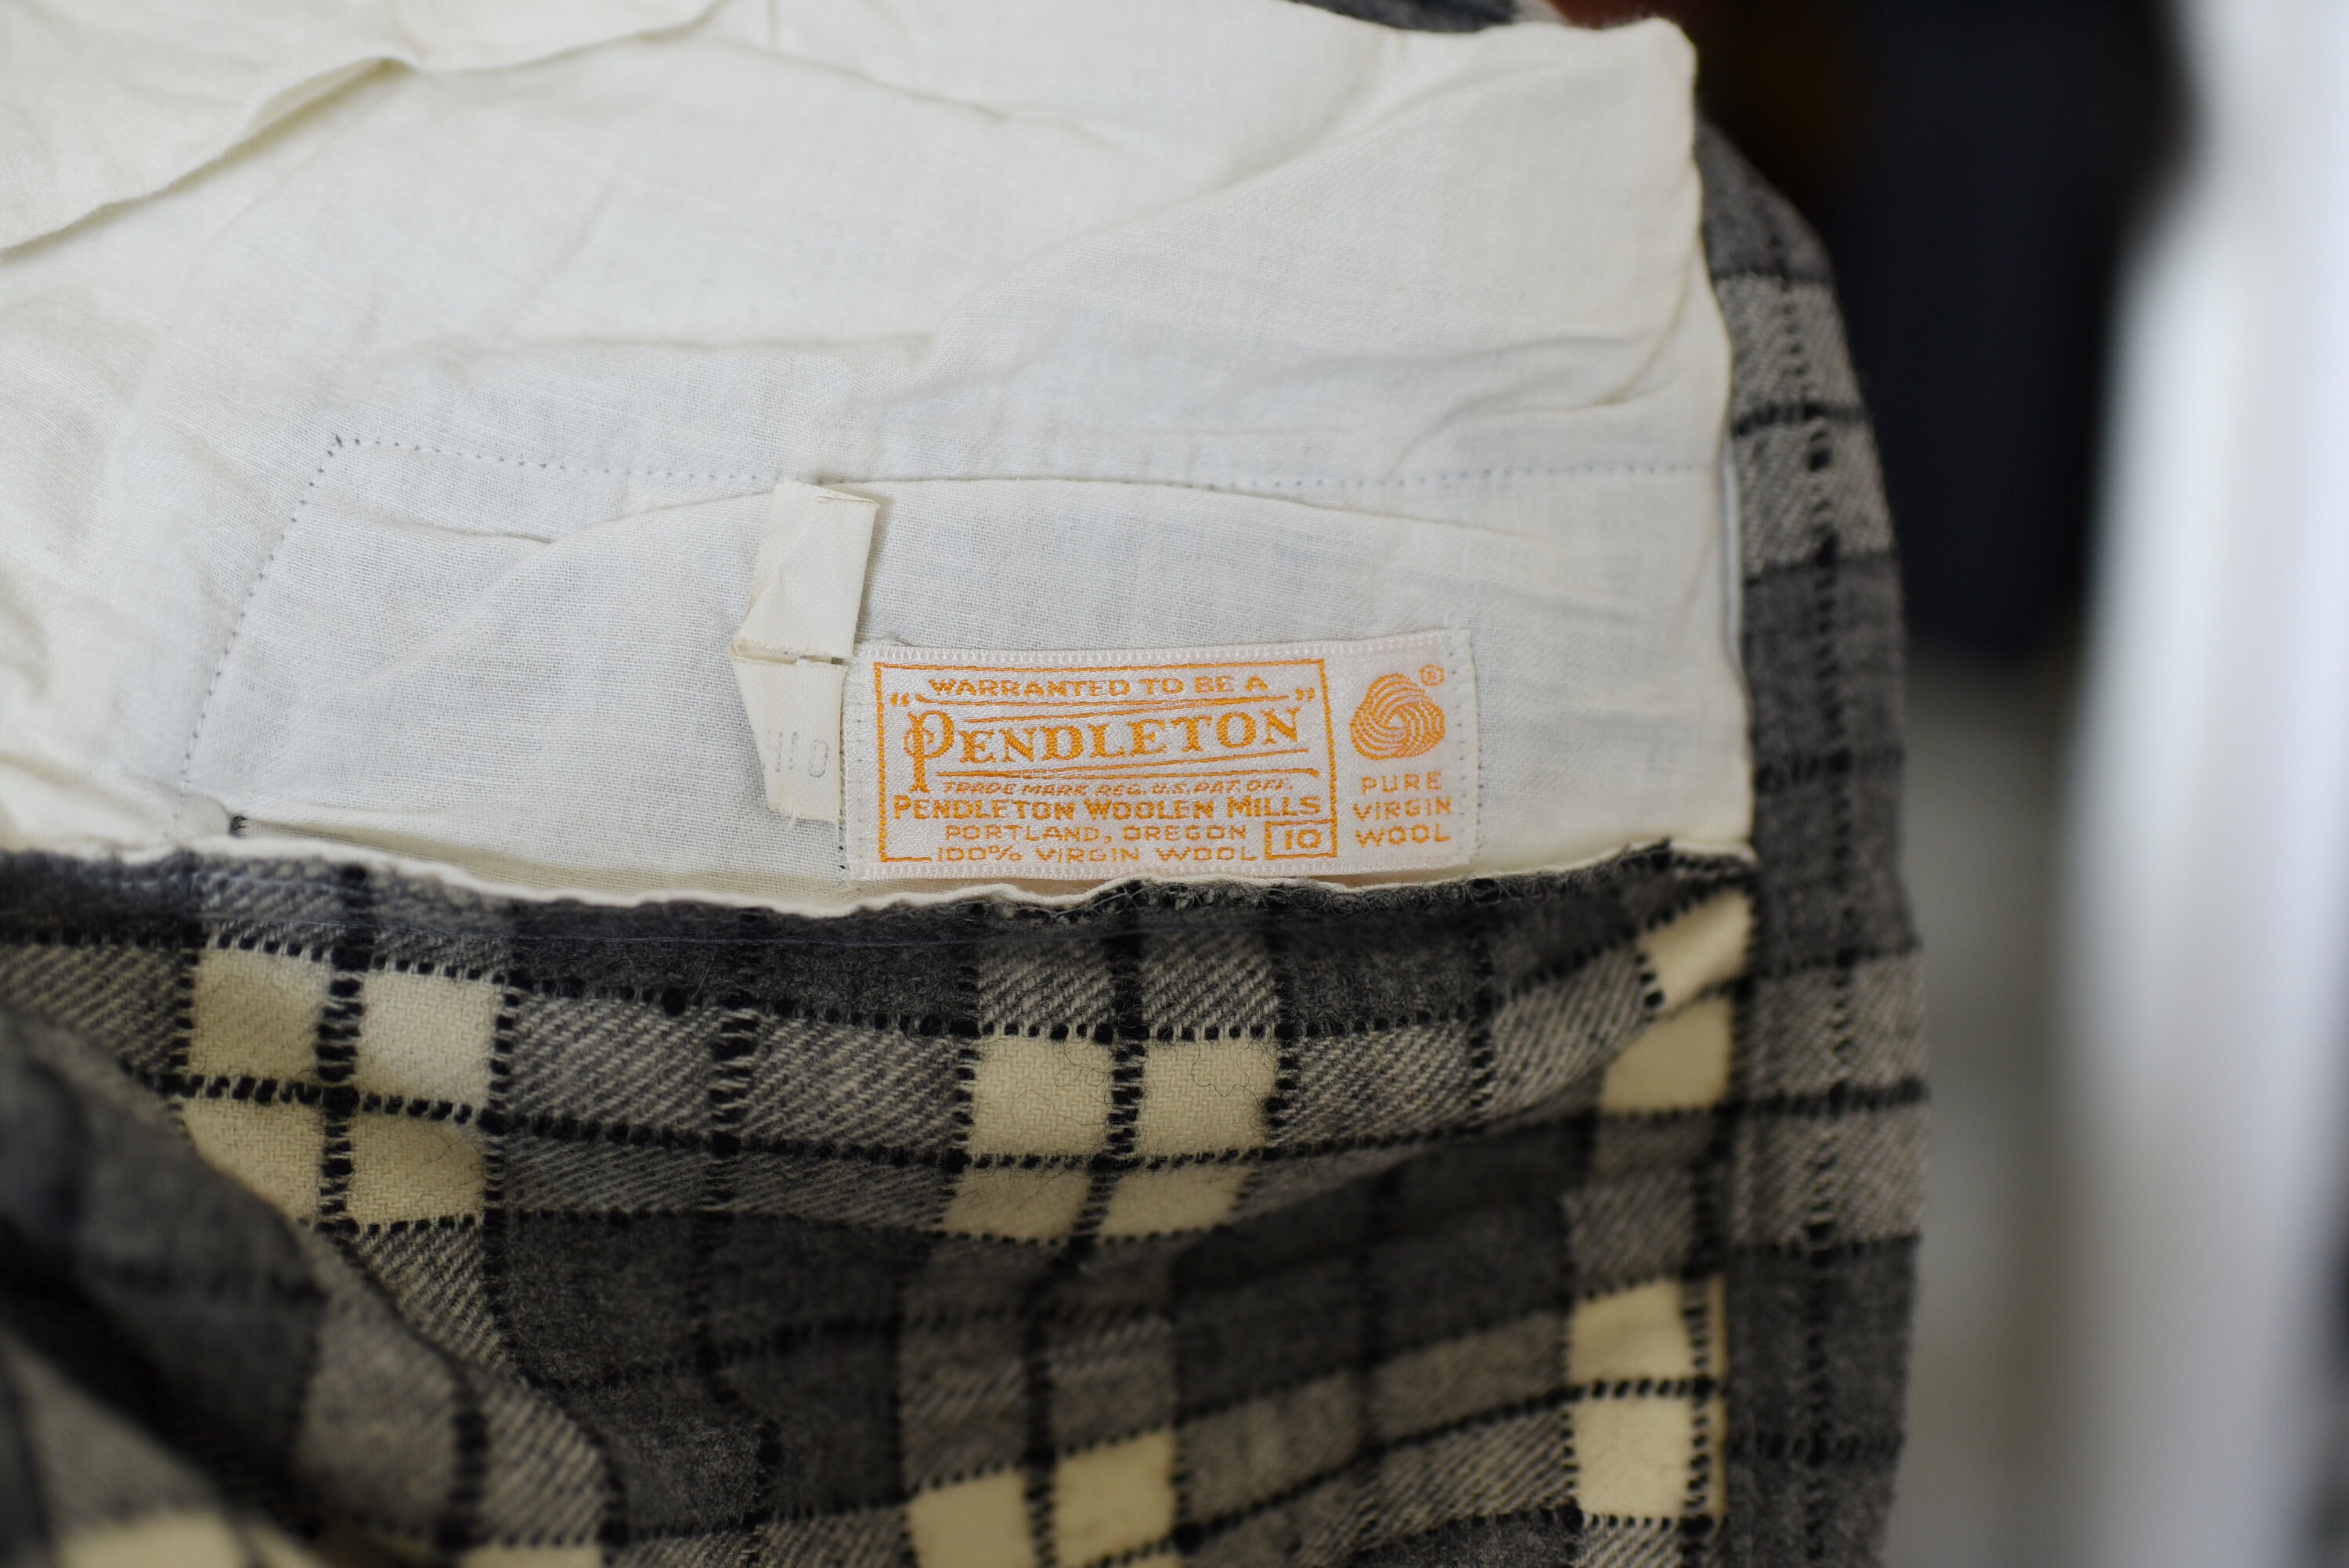 WARRANTED TO BE A
"PENDLETON"
TRADE MARK REG. U.S. PAT. OFF.
PENDLETON WOOLEN MILLS
PORTLAND, OREGON
100% VIRGIN WOOL
10
®
PURE
VIRGIN
WOOL